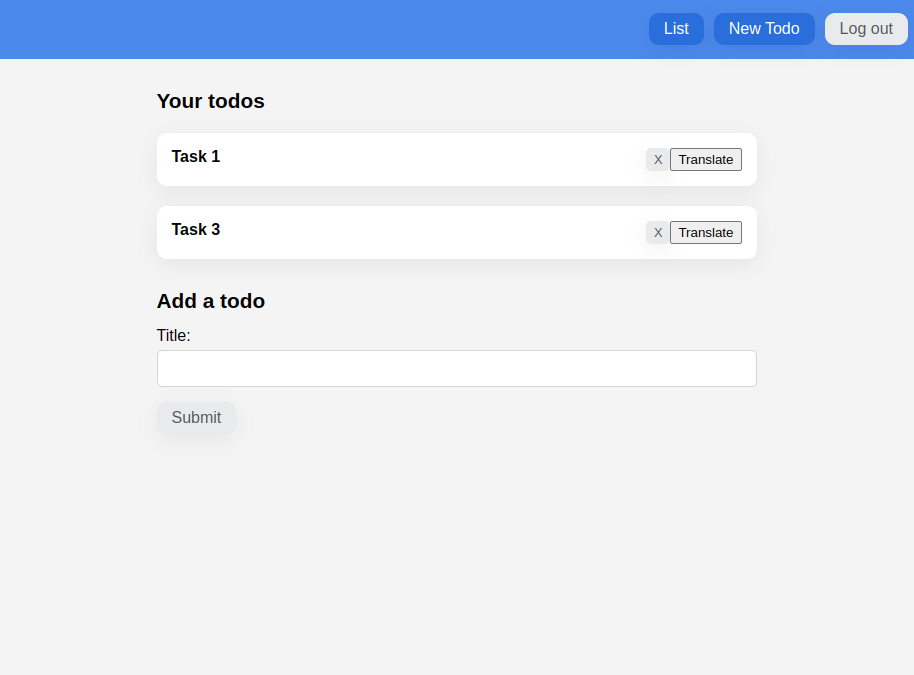 List New Todo Log out
Your todos
Task 1 X Translate
Task 3 X Translate
Add a todo
Title:
Submit